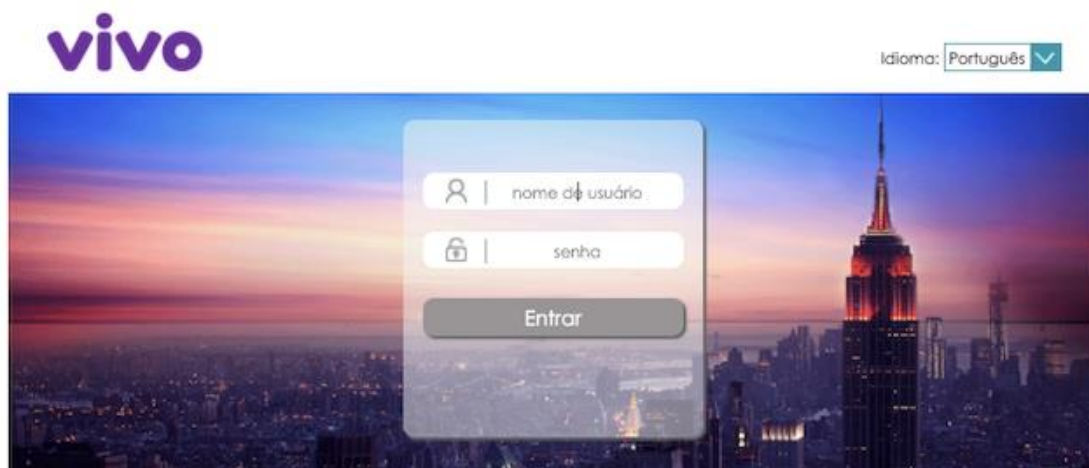 vivo
Idioma: Português
nome de usuário
senha
Entrar